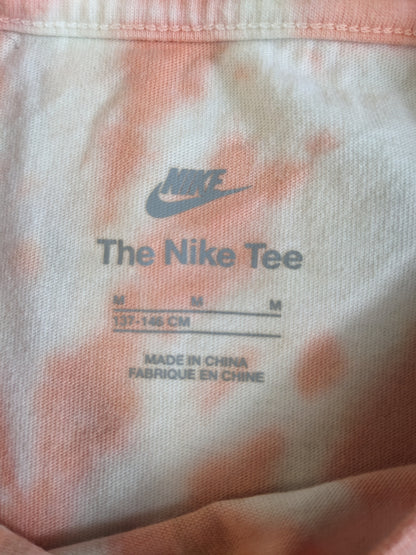 NIKE
The Nike Tee
M M M
137-146 CM
MADE IN CHINA
FABRIQUE EN CHINE